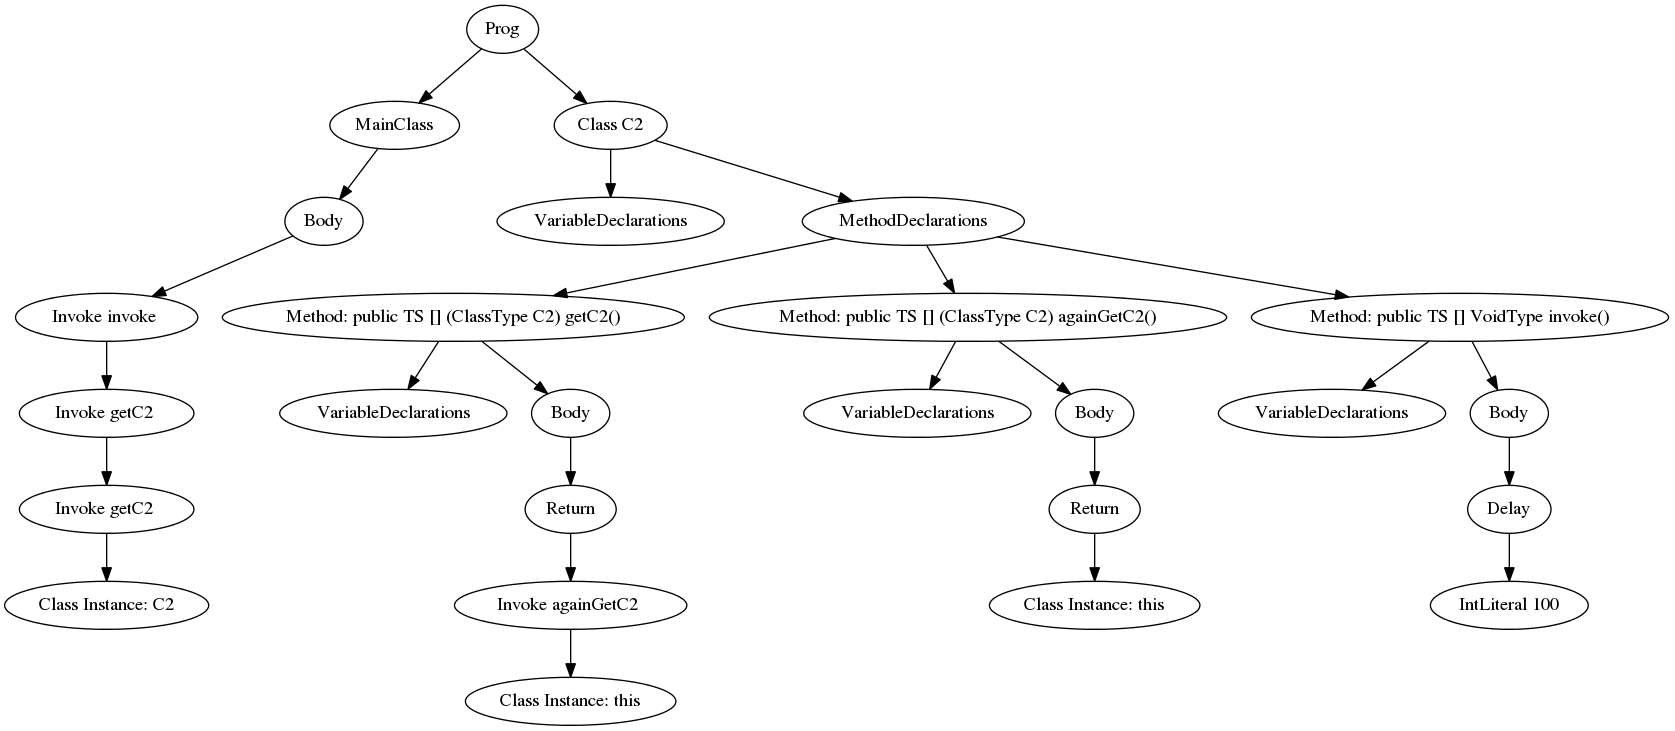 Prog
MainClass
Class C2
Body
VariableDeclarations
MethodDeclarations
Invoke invoke
Method: public TS [] (ClassType C2) getC2()
Method: public TS [] (ClassType C2) againGetC2()
Method: public TS [] VoidType invoke()
Invoke getC2
VariableDeclarations
Body
VariableDeclarations
Body
VariableDeclarations
Body
Invoke getC2
Return
Return
Delay
Class Instance: C2
Invoke againGetC2
Class Instance: this
IntLiteral 100
Class Instance: this